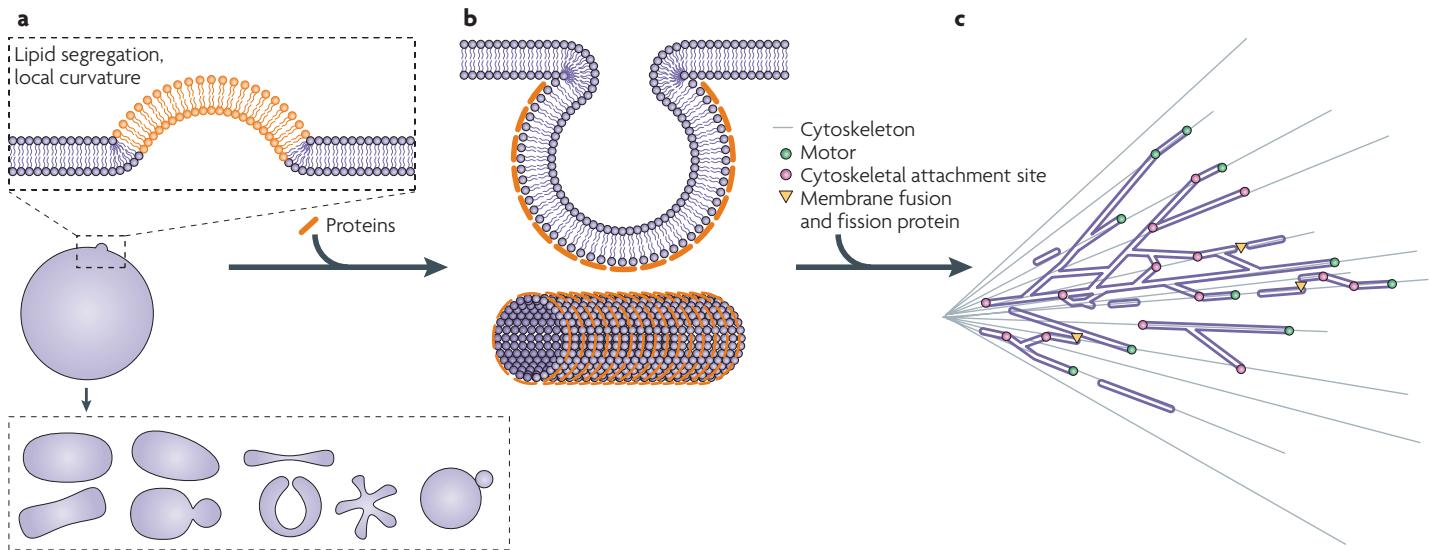 a
Lipid segregation,
local curvature
Proteins
b
Cytoskeleton
Motor
Cytoskeletal attachment site
Membrane fusion
and fission protein
c